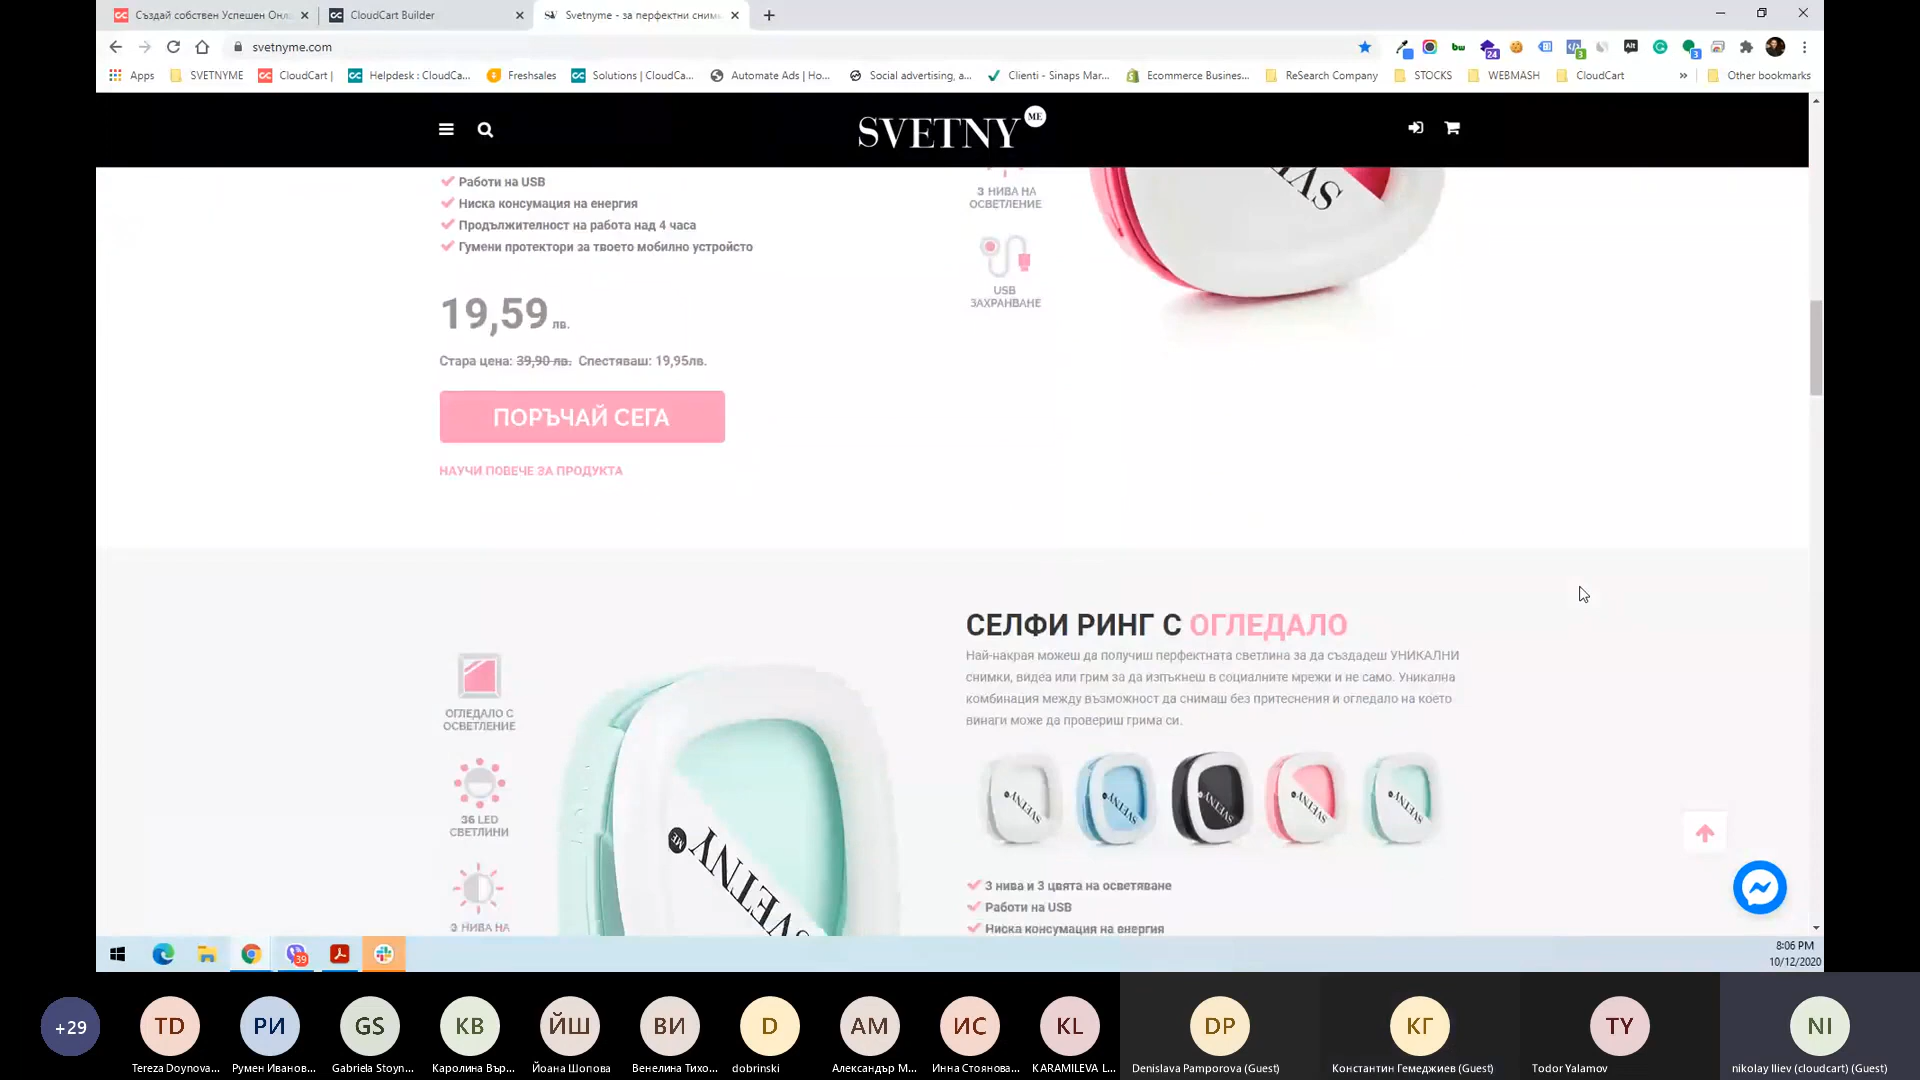 Създай собствен Успешен Онл
CloudCart Builder
Svetnyme - за перфектни сним
svetnyme.com
Apps
SVETNYME
CloudCart |
Helpdesk : CloudCa...
Freshsales
Solutions | CloudCa...
Automate Ads | Ho...
Social advertising, a...
Clienti - Sinaps Mar...
Ecommerce Busines...
ReSearch Company
STOCKS
WEBMASH
CloudCart
»
Other bookmarks
SVETNY ME
Работи на USB
Ниска консумация на енергия
Продължителност на работа над 4 часа
Гумени протектори за твоето мобилно устройсто
19,59 лв.
Стара цена: 39,90 лв. Спестяваш: 19,95лв.
ПОРЪЧАЙ СЕГА
НАУЧИ ПОВЕЧЕ ЗА ПРОДУКТА
3 НИВА НА
ОСВЕТЛЕНИЕ
USB
ЗАХРАНВАНЕ
ОГЛЕДАЛО С
ОСВЕТЛЕНИЕ
36 LED
СВЕТЛИНИ
3 НИВА НА
SVETNY ME
СЕЛФИ РИНГ С ОГЛЕДАЛО
Най-накрая можеш да получиш перфектната светлина за да създадеш УНИКАЛНИ
снимки, видеа или грим за да изпъкнеш в социалните мрежи и не само. Уникална
комбинация между възможност да снимаш без притеснения и огледало на което
винаги може да провериш грима си.
SVETNY
SVETNY
SVETNY
SVETNY
SVETNY
3 нива и 3 цвята на осветяване
Работи на USB
Ниска консумация на енергия
39
8:06 PM
10/12/2020
+29
TD
РИ
GS
КВ
ЙШ
ВИ
D
АМ
ИС
KL
DP
КГ
TY
NI
Tereza Doynova...
Румен Иванов...
Gabriela Stoyn...
Каролина Вър...
Йоана Шопова
Венелина Тихо...
dobrinski
Александър М...
Инна Стоянова...
KARAMILEVA L...
Denislava Pamporova (Guest)
Константин Гемеджиев (Guest)
Todor Yalamov
nikolay Iliev (cloudcart) (Guest)